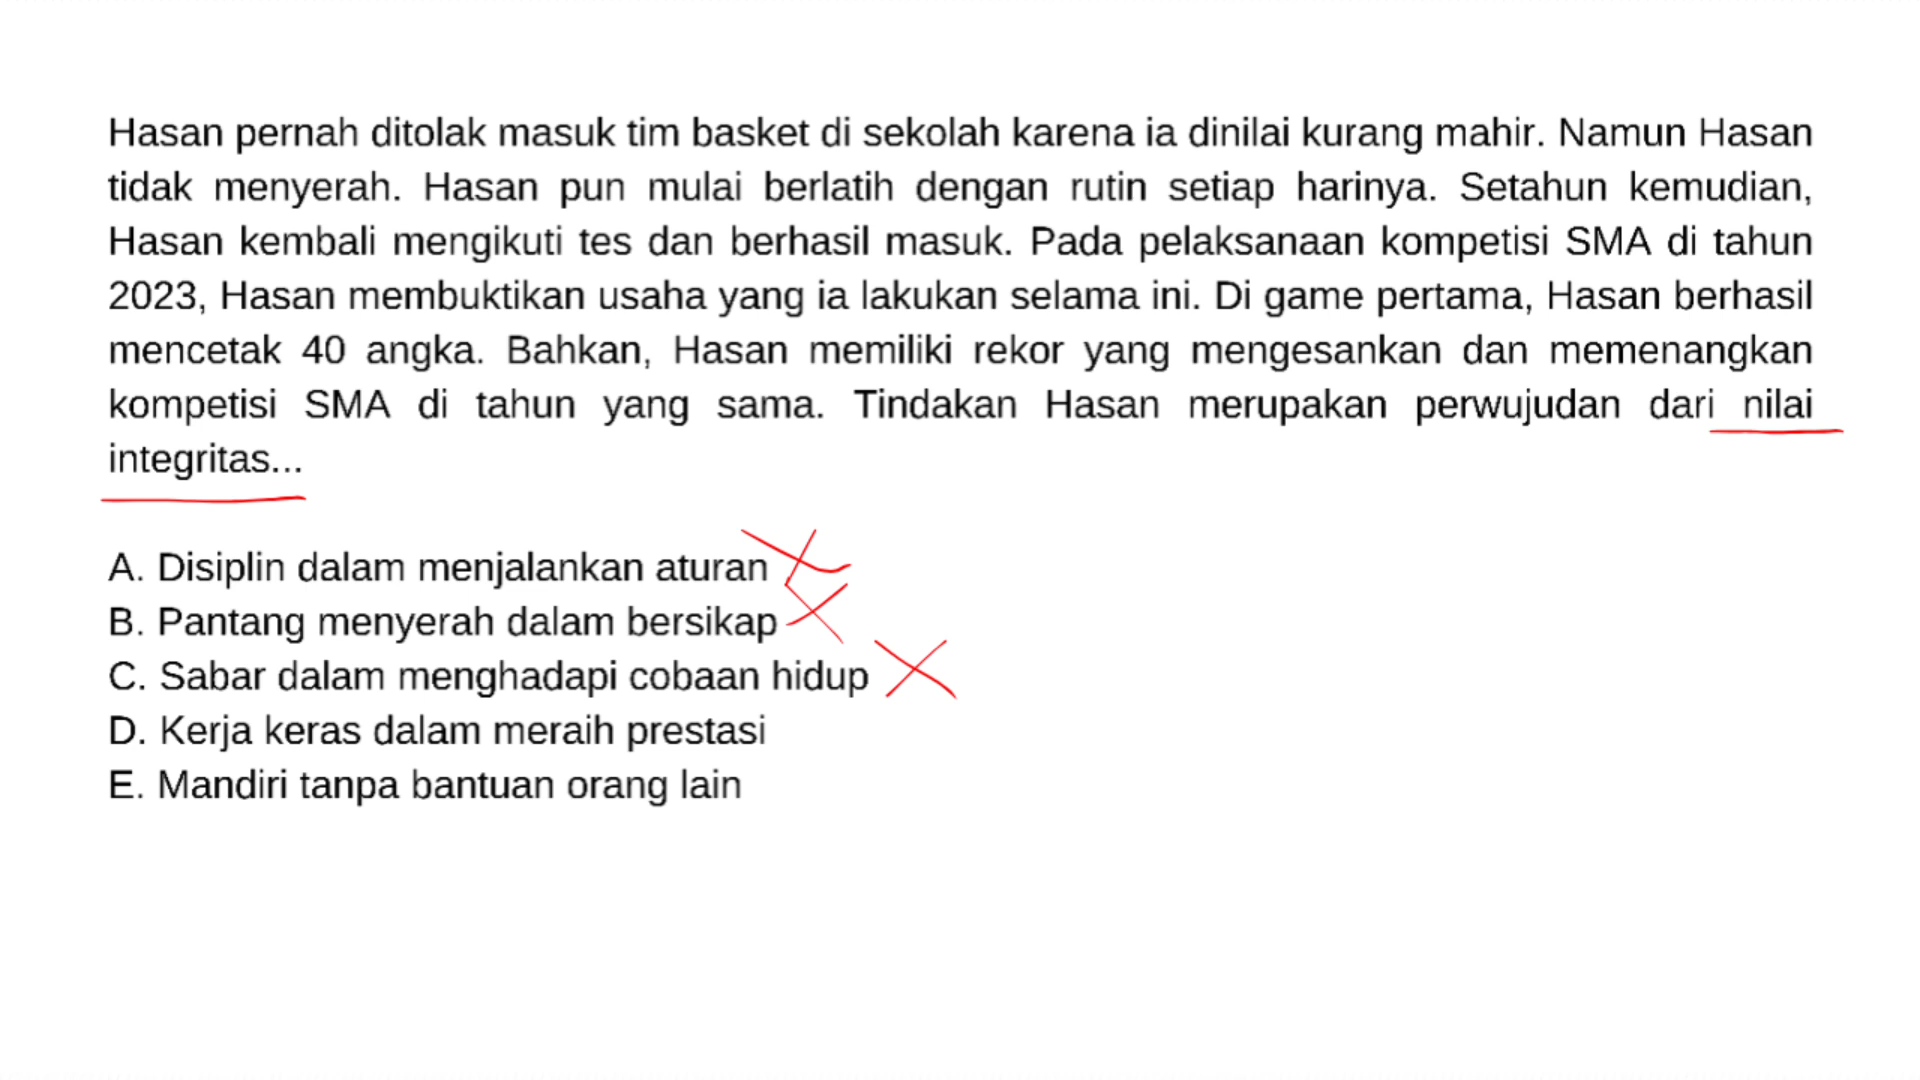 Hasan pernah ditolak masuk tim basket di sekolah karena ia dinilai kurang mahir. Namun Hasan
tidak menyerah. Hasan pun mulai berlatih dengan rutin setiap harinya. Setahun kemudian,
Hasan kembali mengikuti tes dan berhasil masuk. Pada pelaksanaan kompetisi SMA di tahun
2023, Hasan membuktikan usaha yang ia lakukan selama ini. Di game pertama, Hasan berhasil
mencetak 40 angka. Bahkan, Hasan memiliki rekor yang mengesankan dan memenangkan
kompetisi SMA di tahun yang sama. Tindakan Hasan merupakan perwujudan dari nilai
integritas...
A. Disiplin dalam menjalankan aturan
B. Pantang menyerah dalam bersikap
C. Sabar dalam menghadapi cobaan hidup
D. Kerja keras dalam meraih prestasi
E. Mandiri tanpa bantuan orang lain